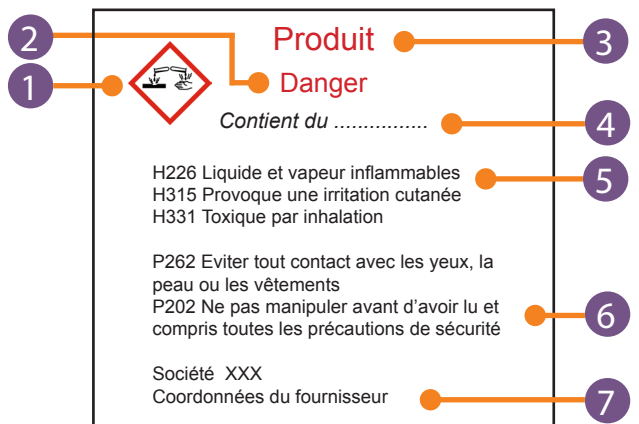 2
Produit
3
1
Danger
Contient du ................
4
H226 Liquide et vapeur inflammables
5
H315 Provoque une irritation cutanée
H331 Toxique par inhalation
P262 Eviter tout contact avec les yeux, la
peau ou les vêtements
P202 Ne pas manipuler avant d'avoir lu et
6
compris toutes les précautions de sécurité
Société XXX
Coordonnées du fournisseur
7